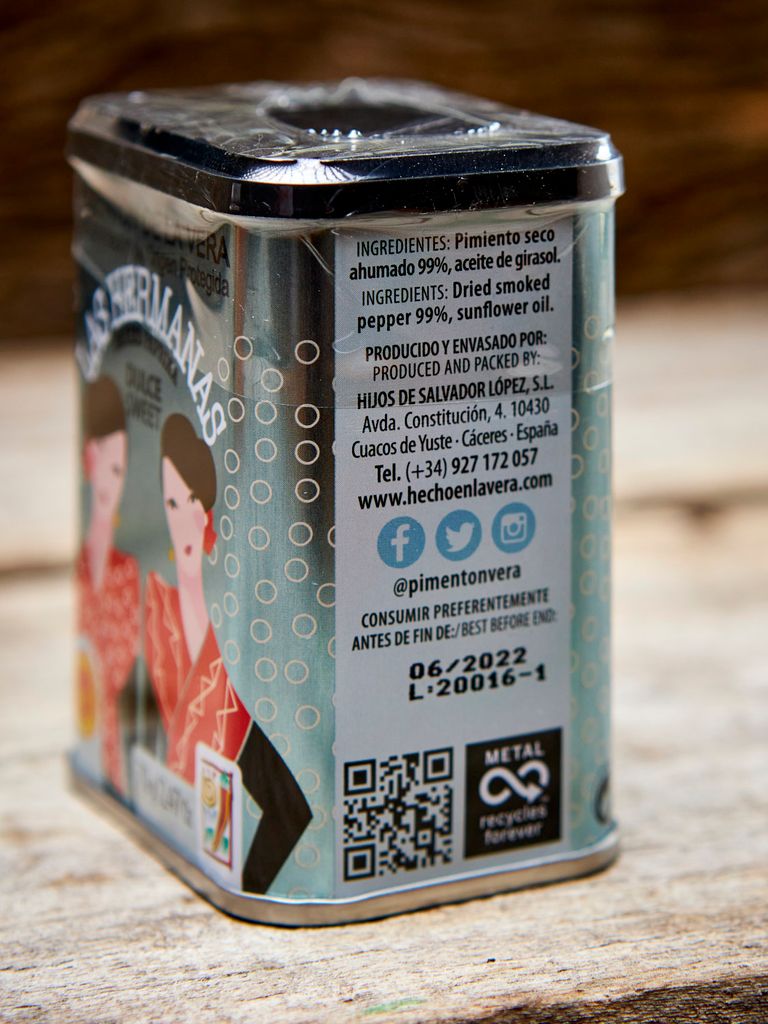 DE LA VERA
Protegida
LAS HERMANAS
DULCE
SWEET
INGREDIENTES: Pimiento seco
ahumado 99%, aceite de girasol.
INGREDIENTS: Dried smoked
pepper 99%, sunflower oil.
PRODUCIDO Y ENVASADO POR:
PRODUCED AND PACKED BY:
HIJOS DE SALVADOR LÓPEZ, S.L.
Avda. Constitución, 4. 10430
Cuacos de Yuste · Cáceres · España
Tel. (+34) 927 172 057
www.hechoenlavera.com
@pimentonvera
CONSUMIR PREFERENTEMENTE
ANTES DE FIN DE:/BEST BEFORE END:
06/2022
L:20016-1
METAL
recycles
forever